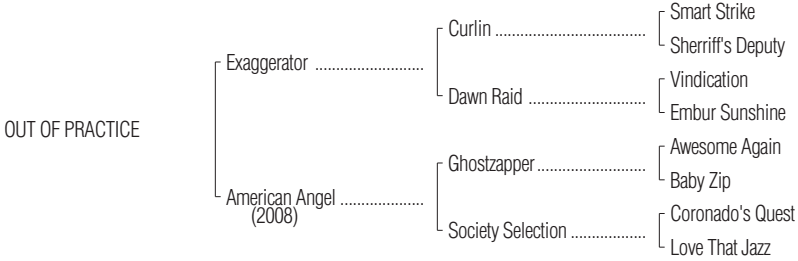 Smart Strike
Curlin ....................................
Sherriff's Deputy
Exaggerator ..........................
Vindication
Dawn Raid ............................
Embur Sunshine
OUT OF PRACTICE
Awesome Again
Ghostzapper..........................
Baby Zip
American Angel ....................
(2008)
Coronado's Quest
Society Selection ..................
Love That Jazz